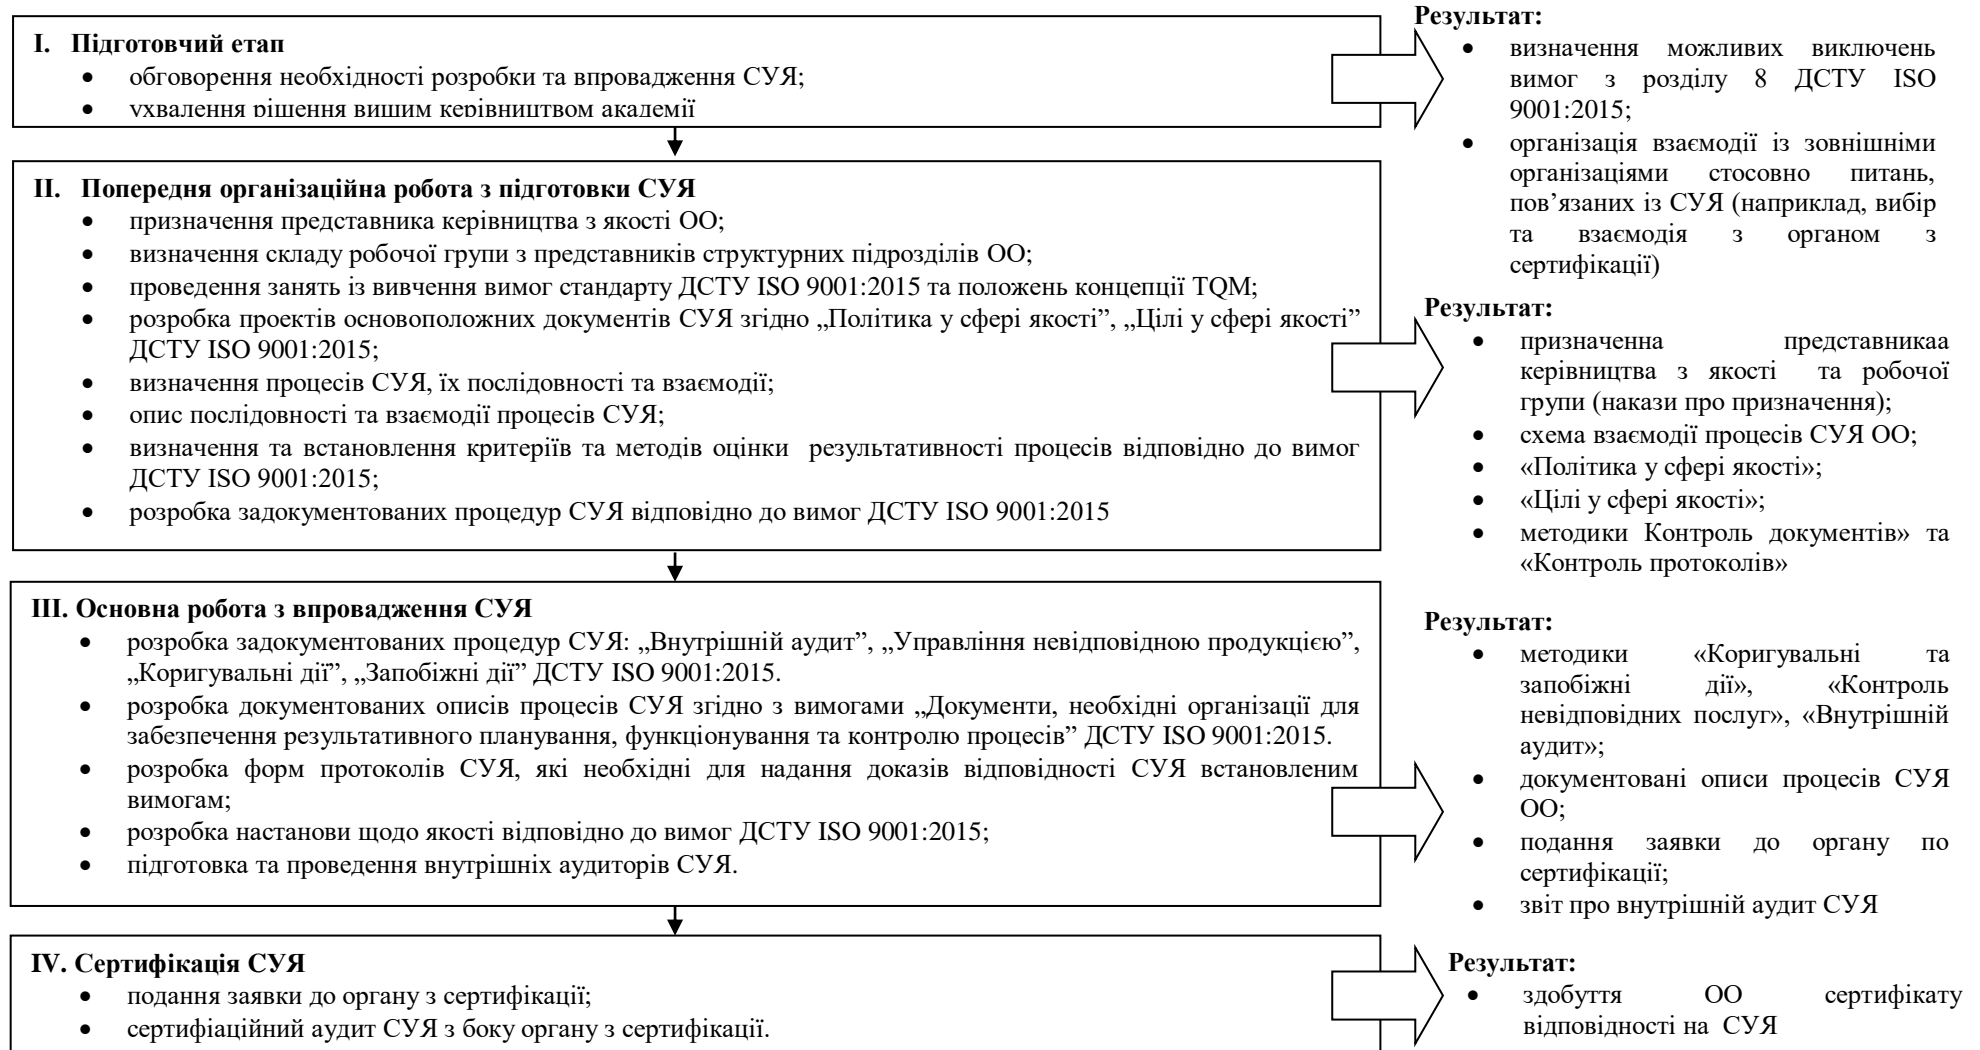 I. Підготовчий етап
• обговорення необхідності розробки та впровадження СУЯ;
• ухвалення рішення вищим керівництвом академії
Результат:
• визначення можливих виключень
вимог з розділу 8 ДСТУ ISO
9001:2015;
• організація взаємодії із зовнішніми
організаціями стосовно питань,
пов’язаних із СУЯ (наприклад, вибір
та взаємодія з органом з
сертифікації)
II. Попередня організаційна робота з підготовки СУЯ
• призначення представника керівництва з якості ОО;
• визначення складу робочої групи з представників структурних підрозділів ОО;
• проведення занять із вивчення вимог стандарту ДСТУ ISO 9001:2015 та положень концепції TQM;
• розробка проектів основоположних документів СУЯ згідно „Політика у сфері якості”, „Цілі у сфері якості”
ДСТУ ISO 9001:2015;
• визначення процесів СУЯ, їх послідовності та взаємодії;
• опис послідовності та взаємодії процесів СУЯ;
• визначення та встановлення критеріїв та методів оцінки результативності процесів відповідно до вимог
ДСТУ ISO 9001:2015;
• розробка задокументованих процедур СУЯ відповідно до вимог ДСТУ ISO 9001:2015
Результат:
• призначенна представникаа
керівництва з якості та робочої
групи (накази про призначення);
• схема взаємодії процесів СУЯ ОО;
• «Політика у сфері якості»;
• «Цілі у сфері якості»;
• методики Контроль документів» та
«Контроль протоколів»
III. Основна робота з впровадження СУЯ
• розробка задокументованих процедур СУЯ: „Внутрішній аудит”, „Управління невідповідною продукцією”,
„Коригувальні дії”, „Запобіжні дії” ДСТУ ISO 9001:2015.
• розробка документованих описів процесів СУЯ згідно з вимогами „Документи, необхідні організації для
забезпечення результативного планування, функціонування та контролю процесів” ДСТУ ISO 9001:2015.
• розробка форм протоколів СУЯ, які необхідні для надання доказів відповідності СУЯ встановленим
вимогам;
• розробка настанови щодо якості відповідно до вимог ДСТУ ISO 9001:2015;
• підготовка та проведення внутрішніх аудиторів СУЯ.
Результат:
• методики «Коригувальні та
запобіжні дії», «Контроль
невідповідних послуг», «Внутрішній
аудит»;
• документовані описи процесів СУЯ
ОО;
• подання заявки до органу по
сертифікації;
• звіт про внутрішній аудит СУЯ
IV. Сертифікація СУЯ
• подання заявки до органу з сертифікації;
• сертифіаційний аудит СУЯ з боку органу з сертифікації.
Результат:
• здобуття ОО сертифікату
відповідності на СУЯ